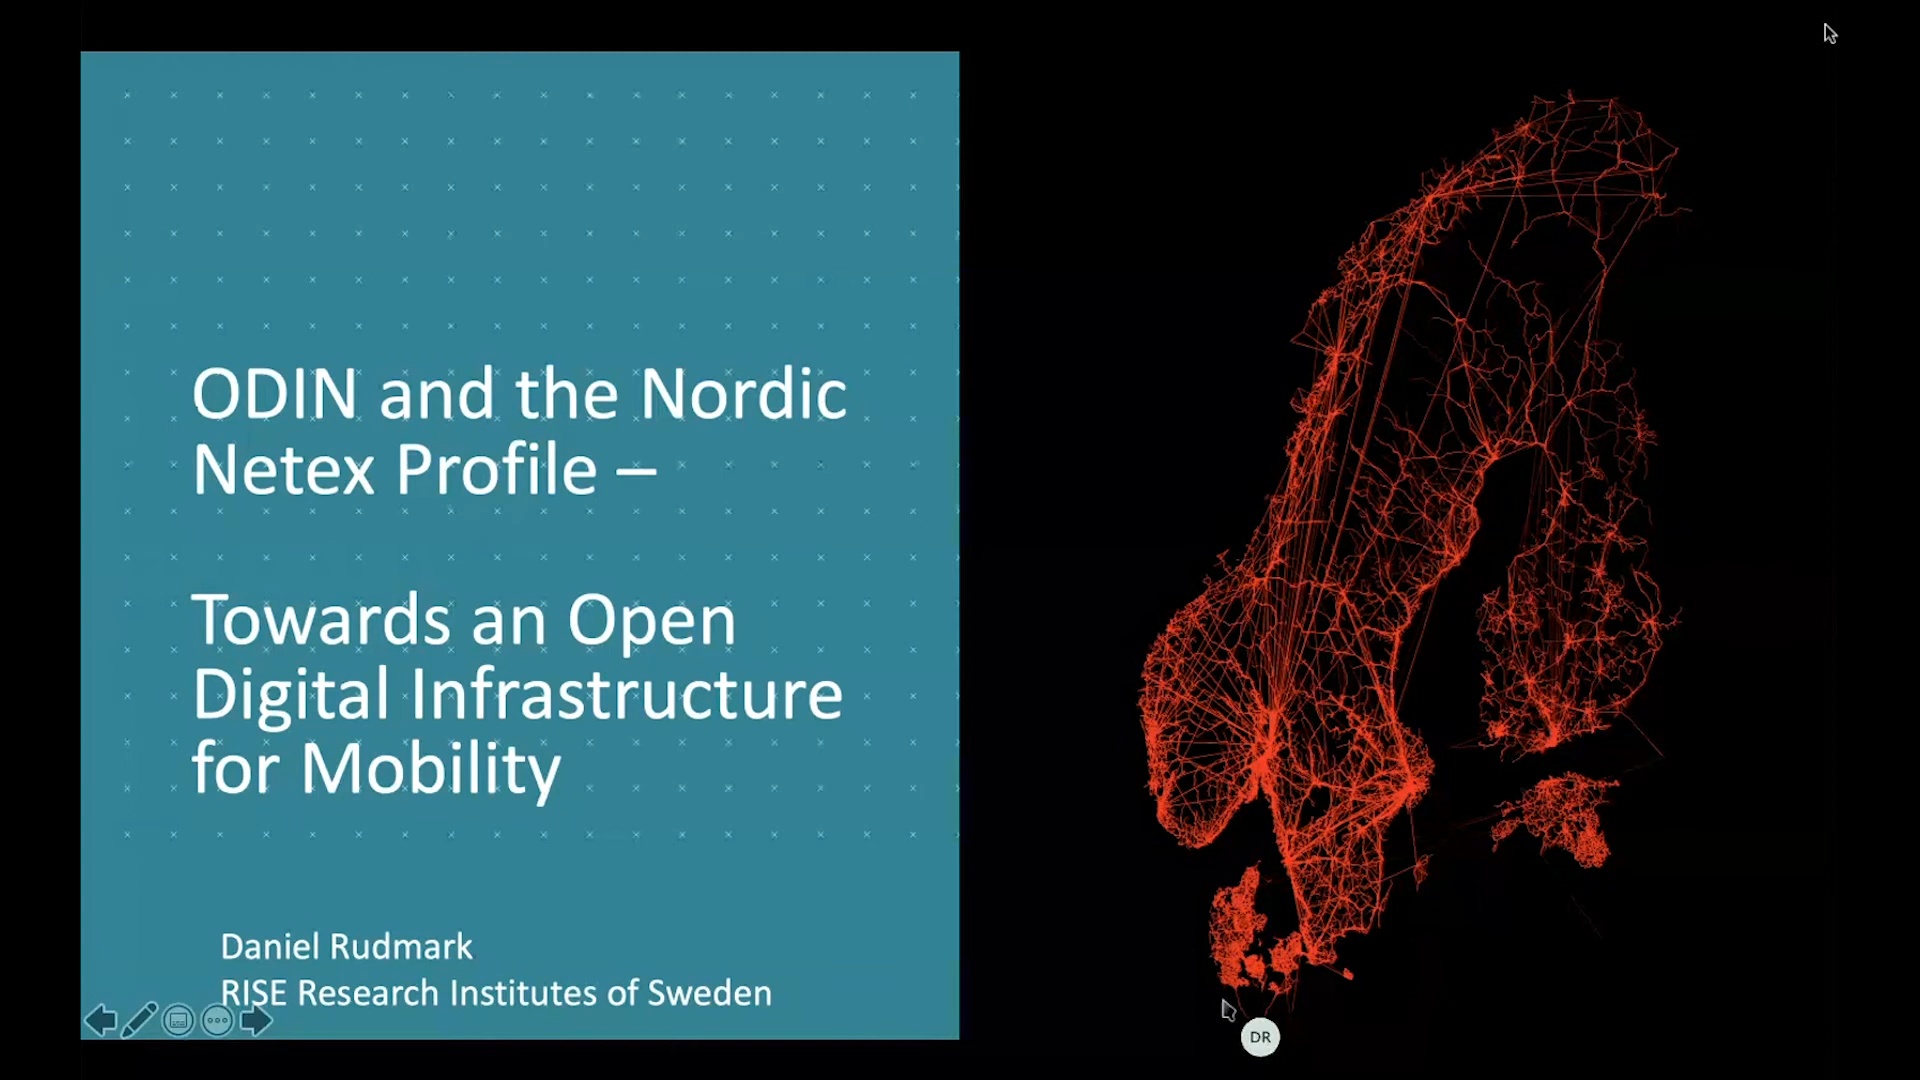 ODIN and the Nordic
Netex Profile –
Towards an Open
Digital Infrastructure
for Mobility
Daniel Rudmark
RISE Research Institutes of Sweden
DR